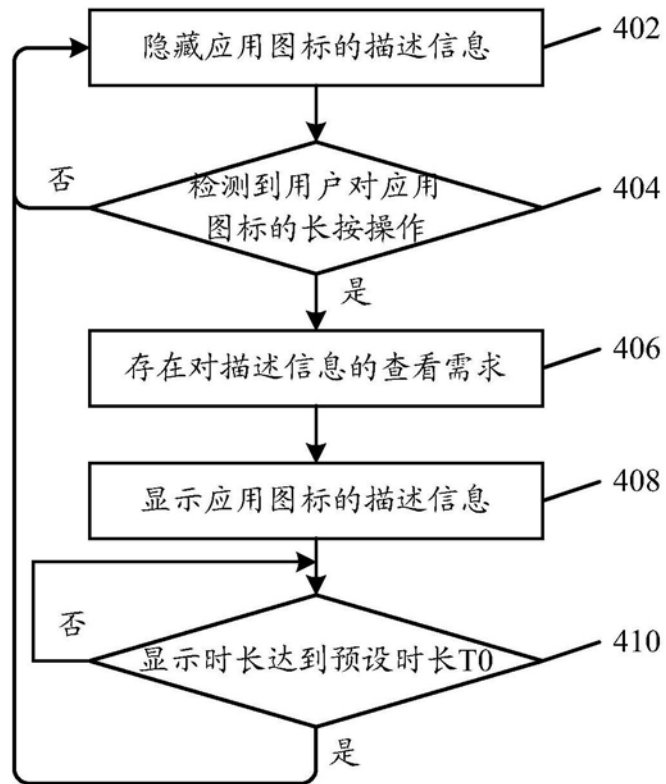 隐藏应用图标的描述信息
402
否
检测到用户对应用
图标的长按操作
404
是
存在对描述信息的查看需求
406
显示应用图标的描述信息
408
否
显示时长达到预设时长T0
410
是